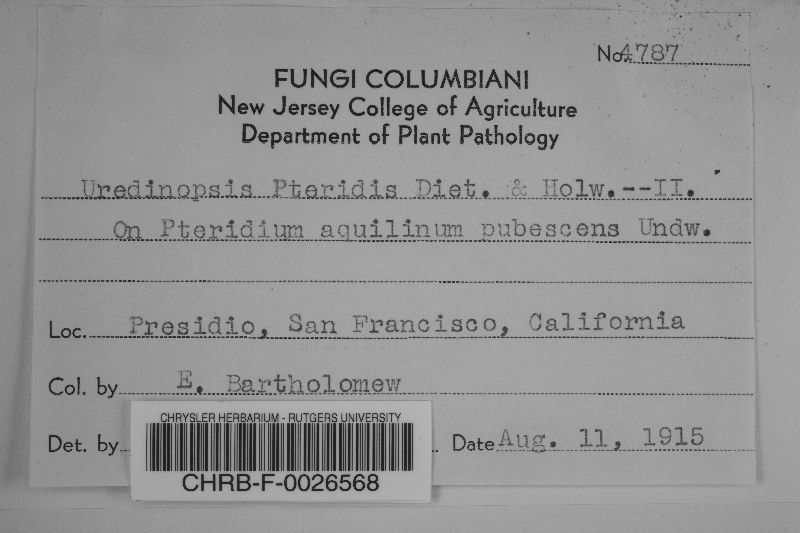 No. 4787
FUNGI COLUMBIANI
New Jersey College of Agriculture
Department of Plant Pathology
Uredinopsis Pteridis Diet. & Holw.--II.
On Pteridium aquilinum pubescens Undw.
Loc. Presidio, San Francisco, California
Col. by E. Bartholomew
Det. by
Date Aug. 11, 1915
CHRYSLER HERBARIUM - RUTGERS UNIVERSITY
CHRB-F-0026568